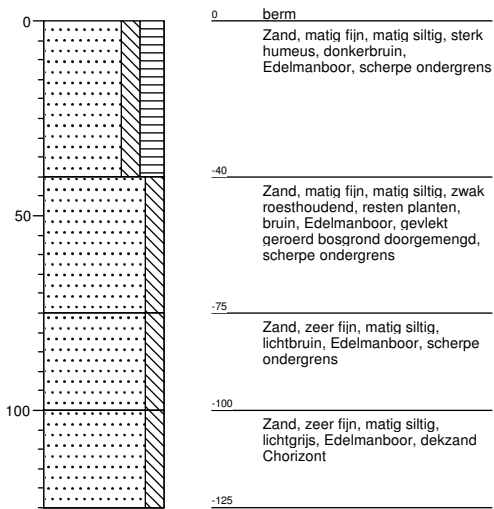 0
0 berm
Zand, matig fijn, matig siltig, sterk
humeus, donkerbruin,
Edelmanboor, scherpe ondergrens
-40
Zand, matig fijn, matig siltig, zwak
roesthoudend, resten planten,
bruin, Edelmanboor, gevlekt
geroerd bosgrond doorgemengd,
scherpe ondergrens
50
-75
Zand, zeer fijn, matig siltig,
lichtbruin, Edelmanboor, scherpe
ondergrens
100
-100
Zand, zeer fijn, matig siltig,
lichtgrijs, Edelmanboor, dekzand
Chorizont
-125